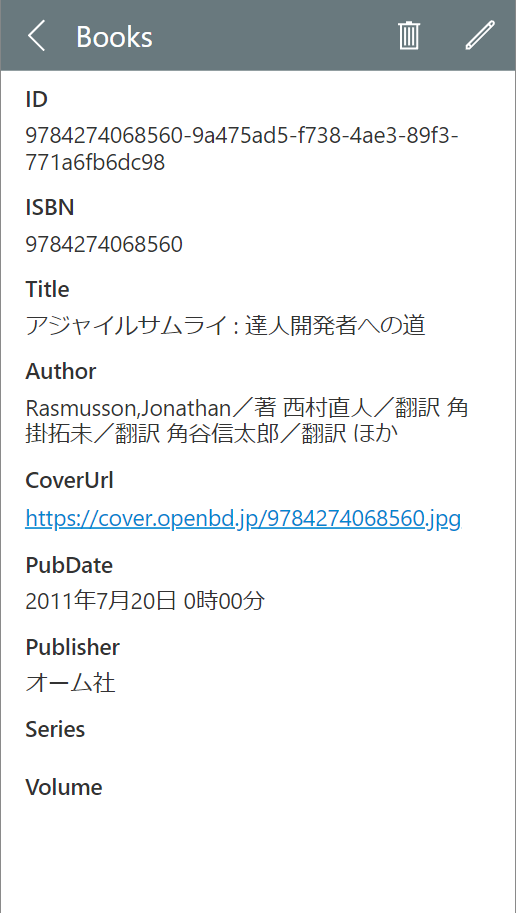 Books
ID
9784274068560-9a475ad5-f738-4ae3-89f3-
771a6fb6dc98
ISBN
9784274068560
Title
アジャイルサムライ : 達人開発者への道
Author
Rasmusson,Jonathan／著 西村直人／翻訳 角
掛拓未／翻訳 角谷信太郎／翻訳 ほか
CoverUrl
https://cover.openbd.jp/9784274068560.jpg
PubDate
2011年7月20日 0時00分
Publisher
オーム社
Series
Volume